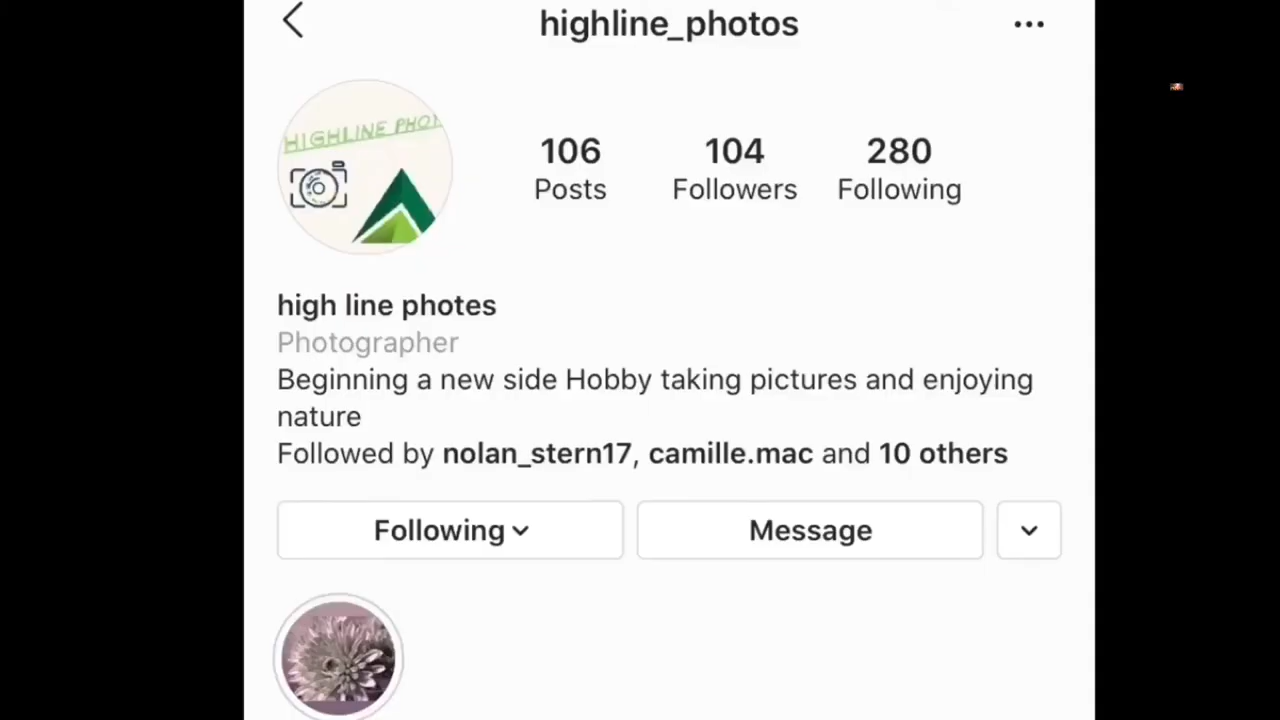 highline_photos
HIGHLINE PHOT
106
104
280
Posts
Followers
Following
high line photes
Photographer
Beginning a new side Hobby taking pictures and enjoying
nature
Followed by nolan_stern17, camille.mac and 10 others
Following
Message